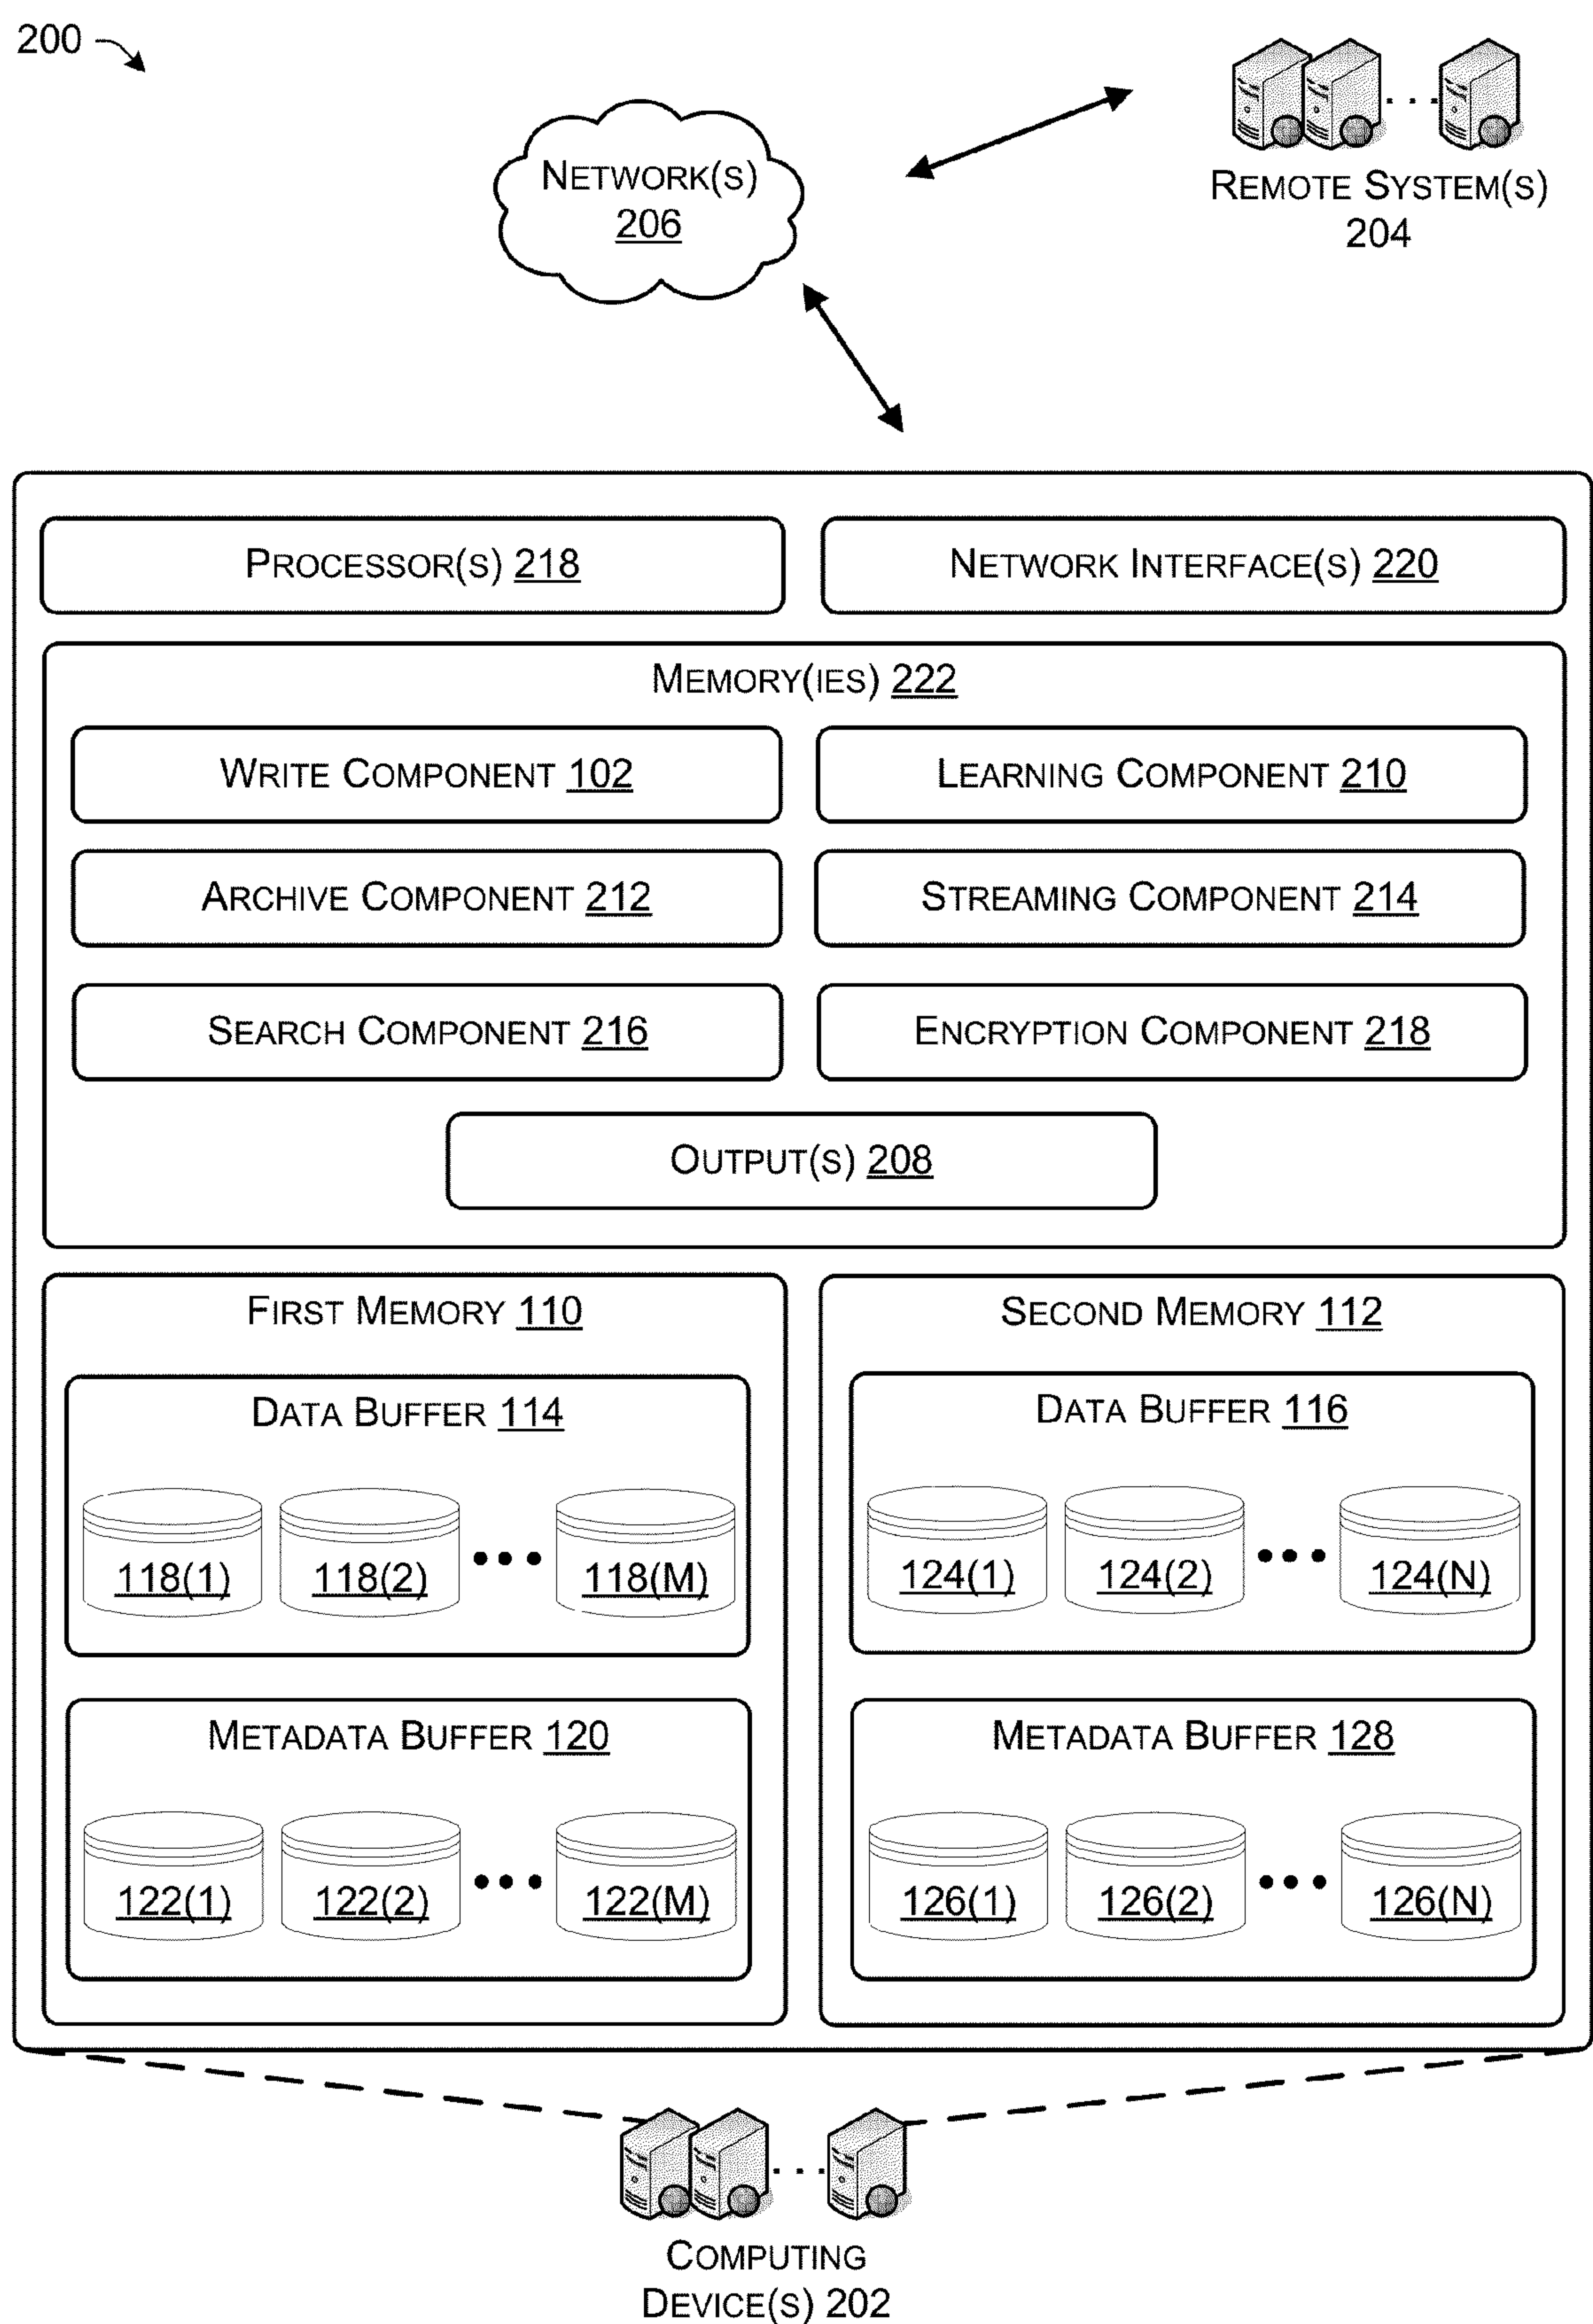 200
NETWORK(S)
206
REMOTE SYSTEM(S)
204
PROCESSOR(S) 218
NETWORK INTERFACE(S) 220
MEMORY(IES) 222
WRITE COMPONENT 102
LEARNING COMPONENT 210
ARCHIVE COMPONENT 212
STREAMING COMPONENT 214
SEARCH COMPONENT 216
ENCRYPTION COMPONENT 218
OUTPUT(S) 208
FIRST MEMORY 110
DATA BUFFER 114
118(1) 118(2) ••• 118(M)
METADATA BUFFER 120
122(1) 122(2) ••• 122(M)
SECOND MEMORY 112
DATA BUFFER 116
124(1) 124(2) ••• 124(N)
METADATA BUFFER 128
126(1) 126(2) ••• 126(N)
COMPUTING
DEVICE(S) 202